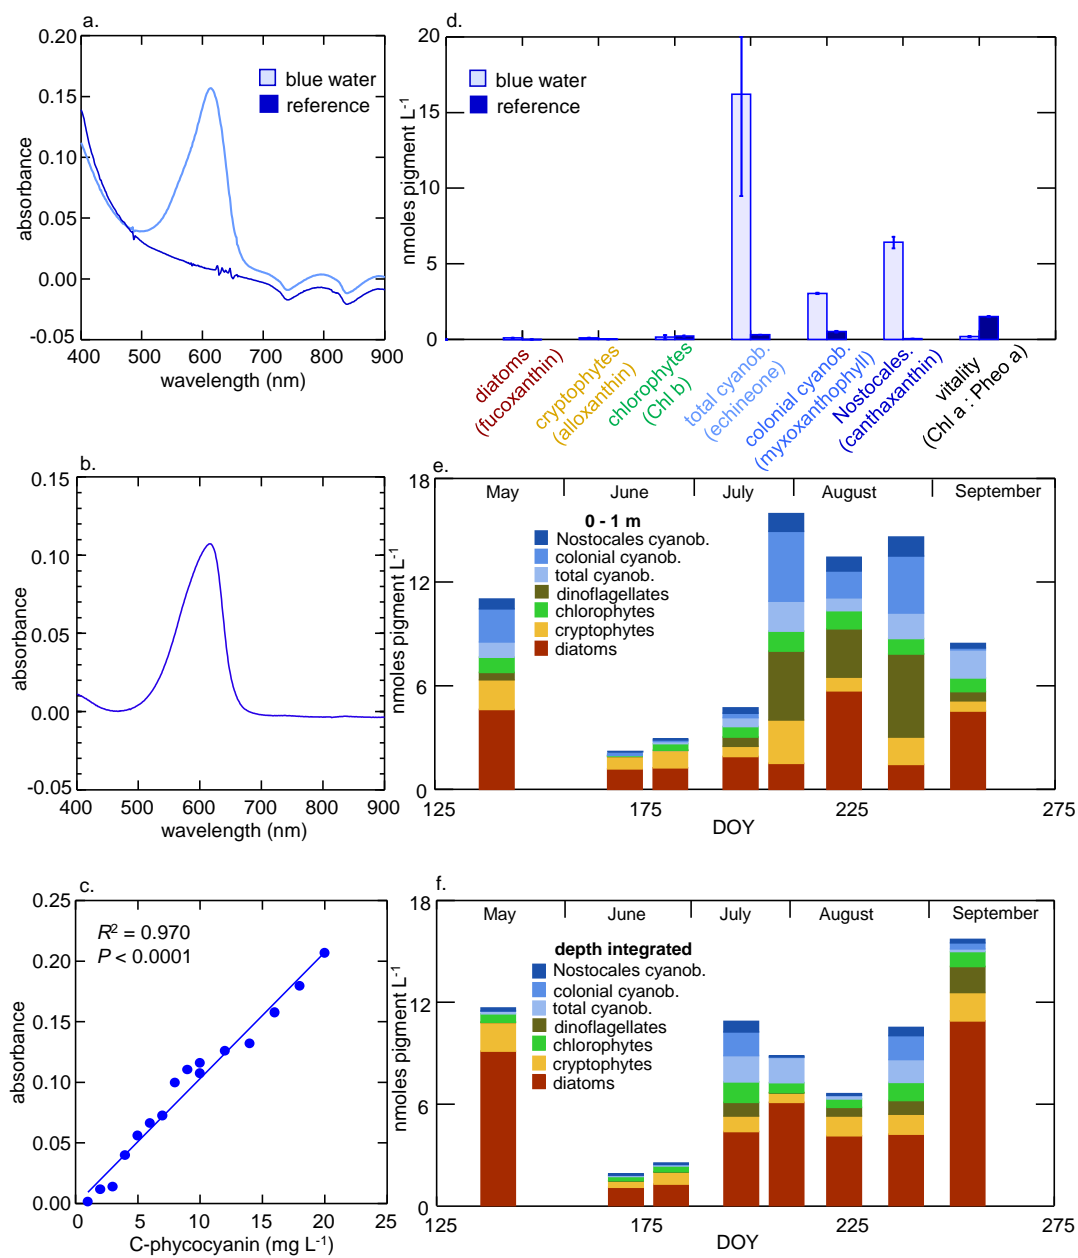 a.
0.20
0.15
0.10
0.05
0.00
-0.05
absorbance
blue water
reference
400 500 600 700 800 900
wavelength (nm)
d.
20
15
10
5
0
nmoles pigment L-1
blue water
reference
diatoms
(fucoxanthin)
cryptophytes
(alloxanthin)
chlorophytes
(Chl b)
total cyanob.
(echineone)
colonial cyanob.
(myxoxanthophyll)
Nostocales.
(canthaxanthin)
vitality
(Chl a : Pheo a)
b.
0.15
0.10
0.05
0.00
-0.05
absorbance
400 500 600 700 800 900
wavelength (nm)
e.
18
12
6
0
nmoles pigment L-1
May June July August September
0 - 1 m
Nostocales cyanob.
colonial cyanob.
total cyanob.
dinoflagellates
chlorophytes
cryptophytes
diatoms
125 175 225 275
DOY
c.
0.25
0.20
0.15
0.10
0.05
0.00
absorbance
R2 = 0.970
P < 0.0001
0 5 10 15 20 25
C-phycocyanin (mg L-1)
f.
18
12
6
0
nmoles pigment L-1
May June July August September
depth integrated
Nostocales cyanob.
colonial cyanob.
total cyanob.
dinoflagellates
chlorophytes
cryptophytes
diatoms
125 175 225 275
DOY